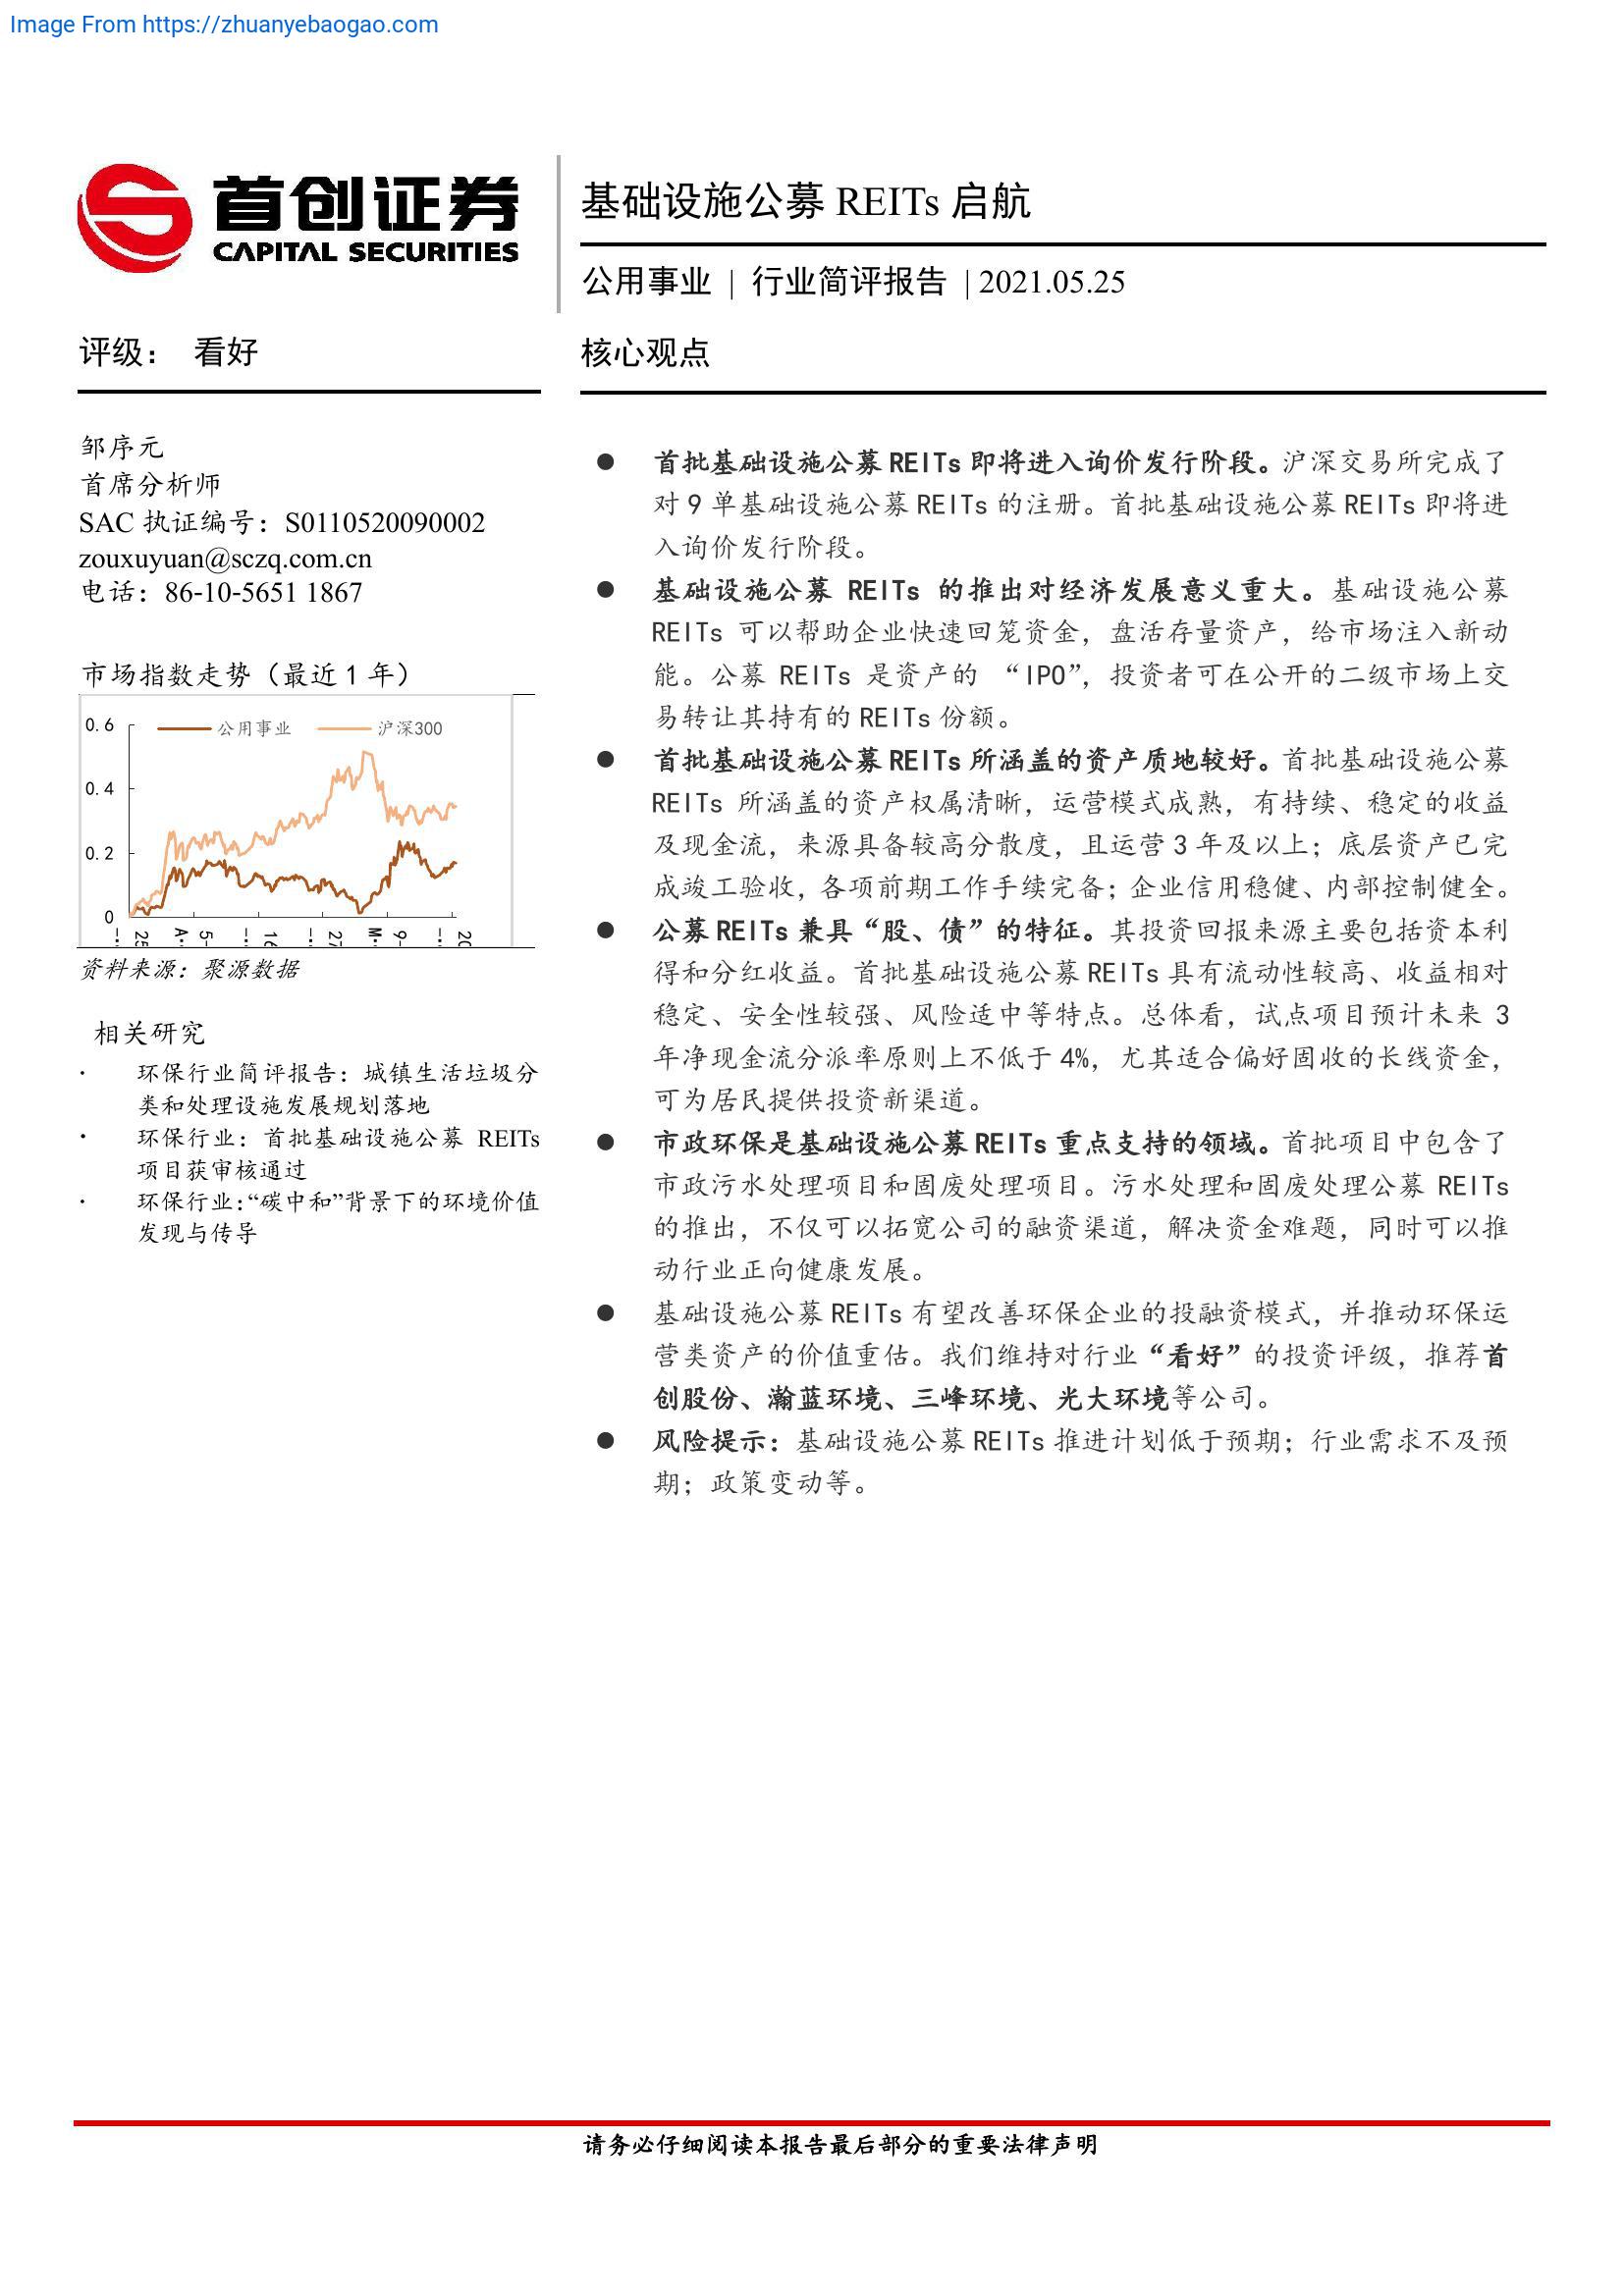 Image From https://zhuanyebaogao.com
首创证券
CAPITAL SECURITIES
基础设施公募 REITs 启航
公用事业 | 行业简评报告 | 2021.05.25
评级： 看好
邹序元
首席分析师
SAC 执证编号：S0110520090002
zouxuyuan@sczq.com.cn
电话：86-10-5651 1867
市场指数走势（最近 1 年）
公用事业 沪深300
0.6
0.4
0.2
0
资料来源：聚源数据
相关研究
· 环保行业简评报告：城镇生活垃圾分
类和处理设施发展规划落地
· 环保行业：首批基础设施公募 REITs
项目获审核通过
· 环保行业：“碳中和”背景下的环境价值
发现与传导
核心观点
● 首批基础设施公募 REITs 即将进入询价发行阶段。沪深交易所完成了
对 9 单基础设施公募 REITs 的注册。首批基础设施公募 REITs 即将进
入询价发行阶段。
● 基础设施公募 REITs 的推出对经济发展意义重大。基础设施公募
REITs 可以帮助企业快速回笼资金，盘活存量资产，给市场注入新动
能。公募 REITs 是资产的 “IPO”，投资者可在公开的二级市场上交
易转让其持有的 REITs 份额。
● 首批基础设施公募 REITs 所涵盖的资产质地较好。首批基础设施公募
REITs 所涵盖的资产权属清晰，运营模式成熟，有持续、稳定的收益
及现金流，来源具备较高分散度，且运营 3 年及以上；底层资产已完
成竣工验收，各项前期工作手续完备；企业信用稳健、内部控制健全。
● 公募 REITs 兼具“股、债”的特征。其投资回报来源主要包括资本利
得和分红收益。首批基础设施公募 REITs 具有流动性较高、收益相对
稳定、安全性较强、风险适中等特点。总体看，试点项目预计未来 3
年净现金流分派率原则上不低于 4%，尤其适合偏好固收的长线资金，
可为居民提供投资新渠道。
● 市政环保是基础设施公募 REITs 重点支持的领域。首批项目中包含了
市政污水处理项目和固废处理项目。污水处理和固废处理公募 REITs
的推出，不仅可以拓宽公司的融资渠道，解决资金难题，同时可以推
动行业正向健康发展。
● 基础设施公募 REITs 有望改善环保企业的投融资模式，并推动环保运
营类资产的价值重估。我们维持对行业“看好”的投资评级，推荐首
创股份、瀚蓝环境、三峰环境、光大环境等公司。
● 风险提示：基础设施公募 REITs 推进计划低于预期；行业需求不及预
期；政策变动等。
请务必仔细阅读本报告最后部分的重要法律声明